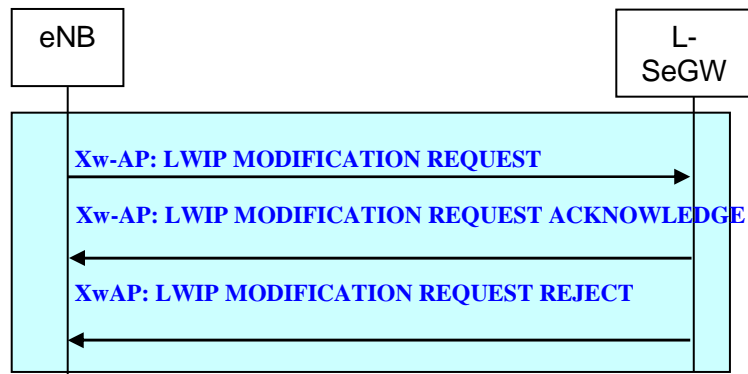 eNB
L-
SeGW
Xw-AP: LWIP MODIFICATION REQUEST
Xw-AP: LWIP MODIFICATION REQUEST ACKNOWLEDGE
XwAP: LWIP MODIFICATION REQUEST REJECT